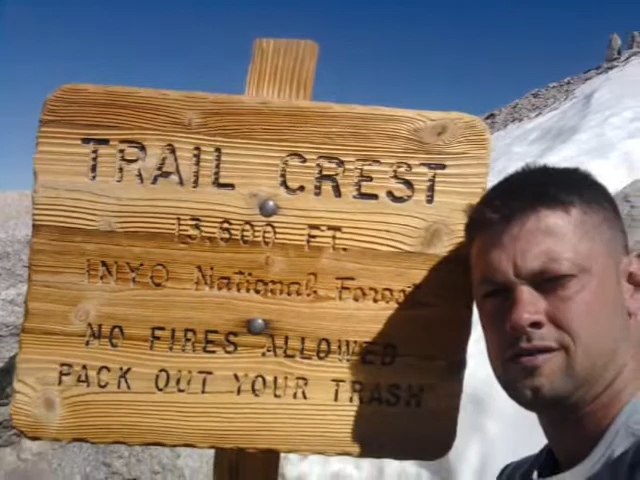 TRAIL CREST
13,600 FT.
INYO National Forest
NO FIRES ALLOWED
PACK OUT YOUR TRASH